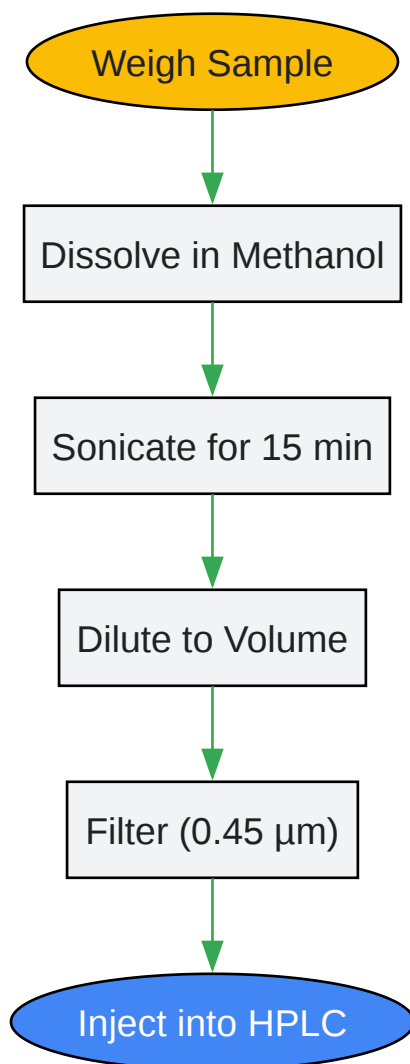 Weigh Sample
Dissolve in Methanol
Sonicate for 15 min
Dilute to Volume
Filter (0.45 µm)
Inject into HPLC